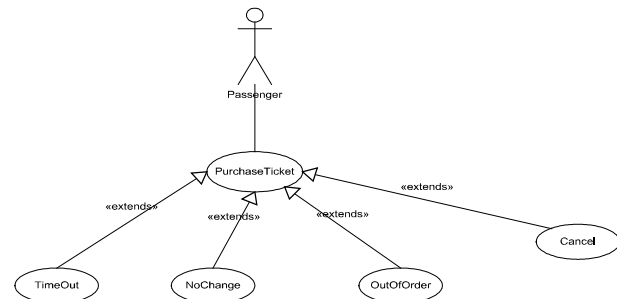 Passenger
PurchaseTicket
«extends»
«extends»
«extends»
«extends»
Cancel
TimeOut
NoChange
OutOfOrder